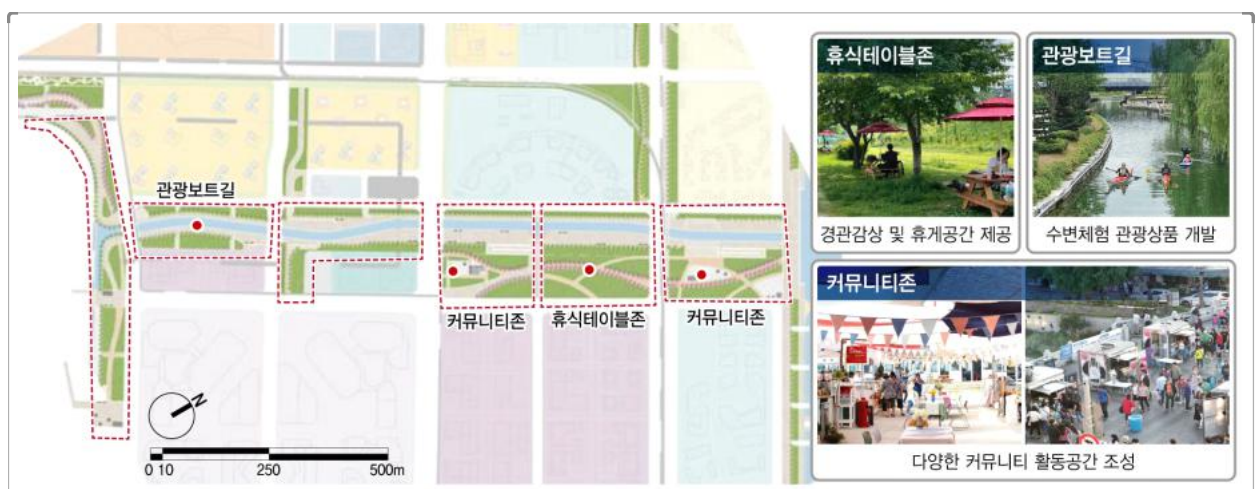 관광보트길
커뮤니티존
휴식테이블존
커뮤니티존
N
0 10
250
500m
휴식테이블존
경관감상 및 휴게공간 제공
관광보트길
수변체험 관광상품 개발
커뮤니티존
다양한 커뮤니티 활동공간 조성